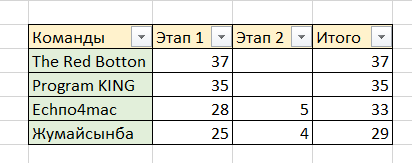 Команды Этап 1 Этап 2 Итого
The Red Botton 37 37
Program KING 35 35
Echno4mac 28 5 33
Жумайсынба 25 4 29